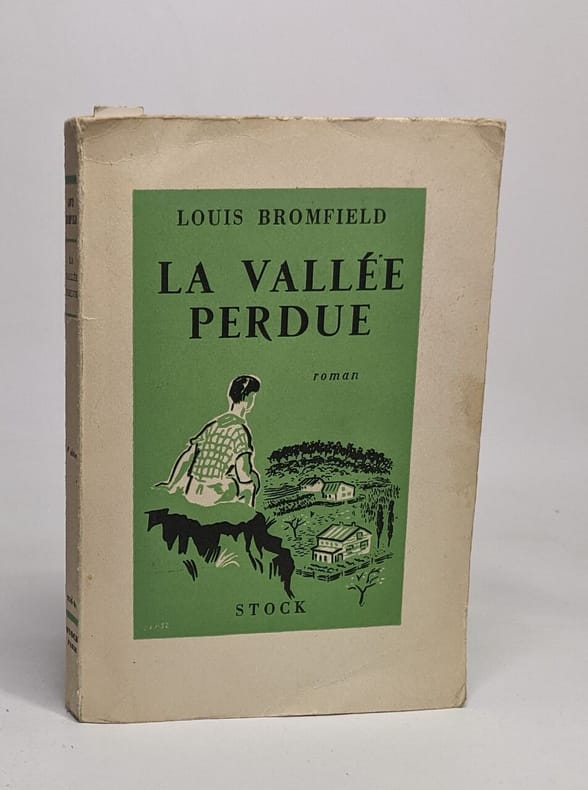 LOUIS BROMFIELD
LA VALLÉE
PERDUE
roman
STOCK